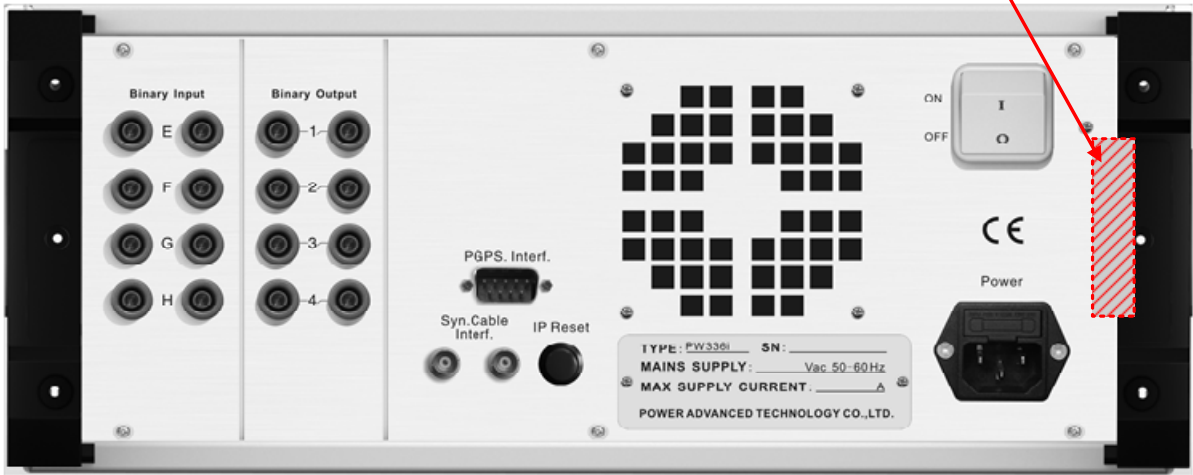 Binary Input
E
F
G
H
Binary Output
1
2
3
4
PGPS. Interf.
Syn.Cable
Interf.
IP Reset
ON
OFF
I
O
CE
Power
TYPE: PW336i SN:
MAINS SUPPLY: Vac 50-60Hz
MAX SUPPLY CURRENT: A
POWER ADVANCED TECHNOLOGY CO.,LTD.